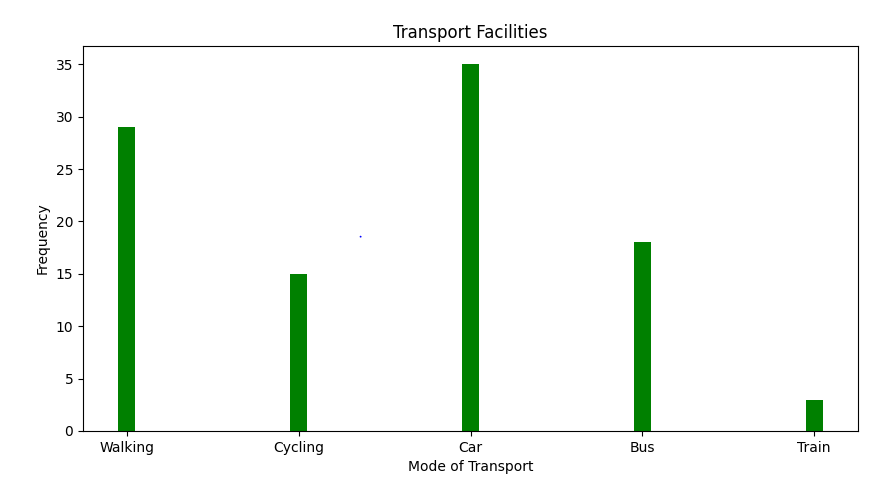 Transport Facilities
35
30
25
20
15
10
5
0
Frequency
Walking Cycling Car Bus Train
Mode of Transport